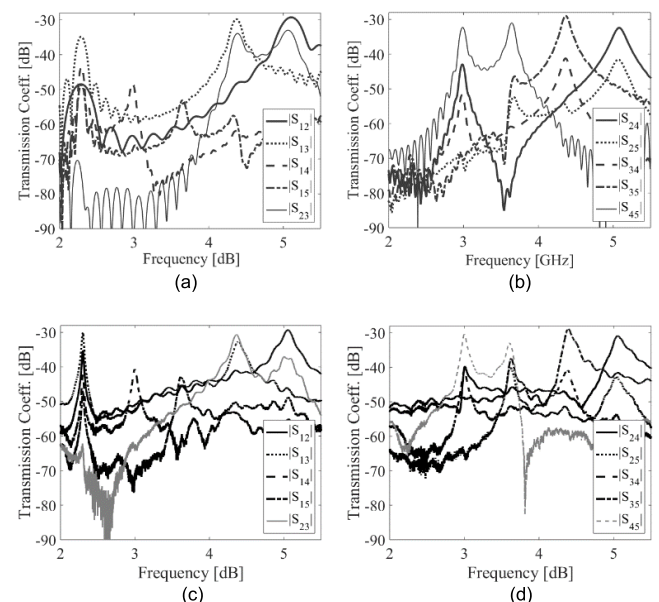 -30
-40
-50
-60
-70
-80
-90
Transmission Coeff. [dB]
|S12|
|S13|
|S14|
|S15|
|S23|
2 3 4 5
Frequency [dB]
(a)
-30
-40
-50
-60
-70
-80
-90
Transmission Coeff. [dB]
|S24|
|S25|
|S34|
|S35|
|S45|
2 3 4 5
Frequency [GHz]
(b)
-30
-40
-50
-60
-70
-80
-90
Transmission Coeff. [dB]
|S12|
|S13|
|S14|
|S15|
|S23|
2 3 4 5
Frequency [dB]
(c)
-30
-40
-50
-60
-70
-80
-90
Transmission Coeff. [dB]
|S24|
|S25|
|S34|
|S35|
|S45|
2 3 4 5
Frequency [dB]
(d)